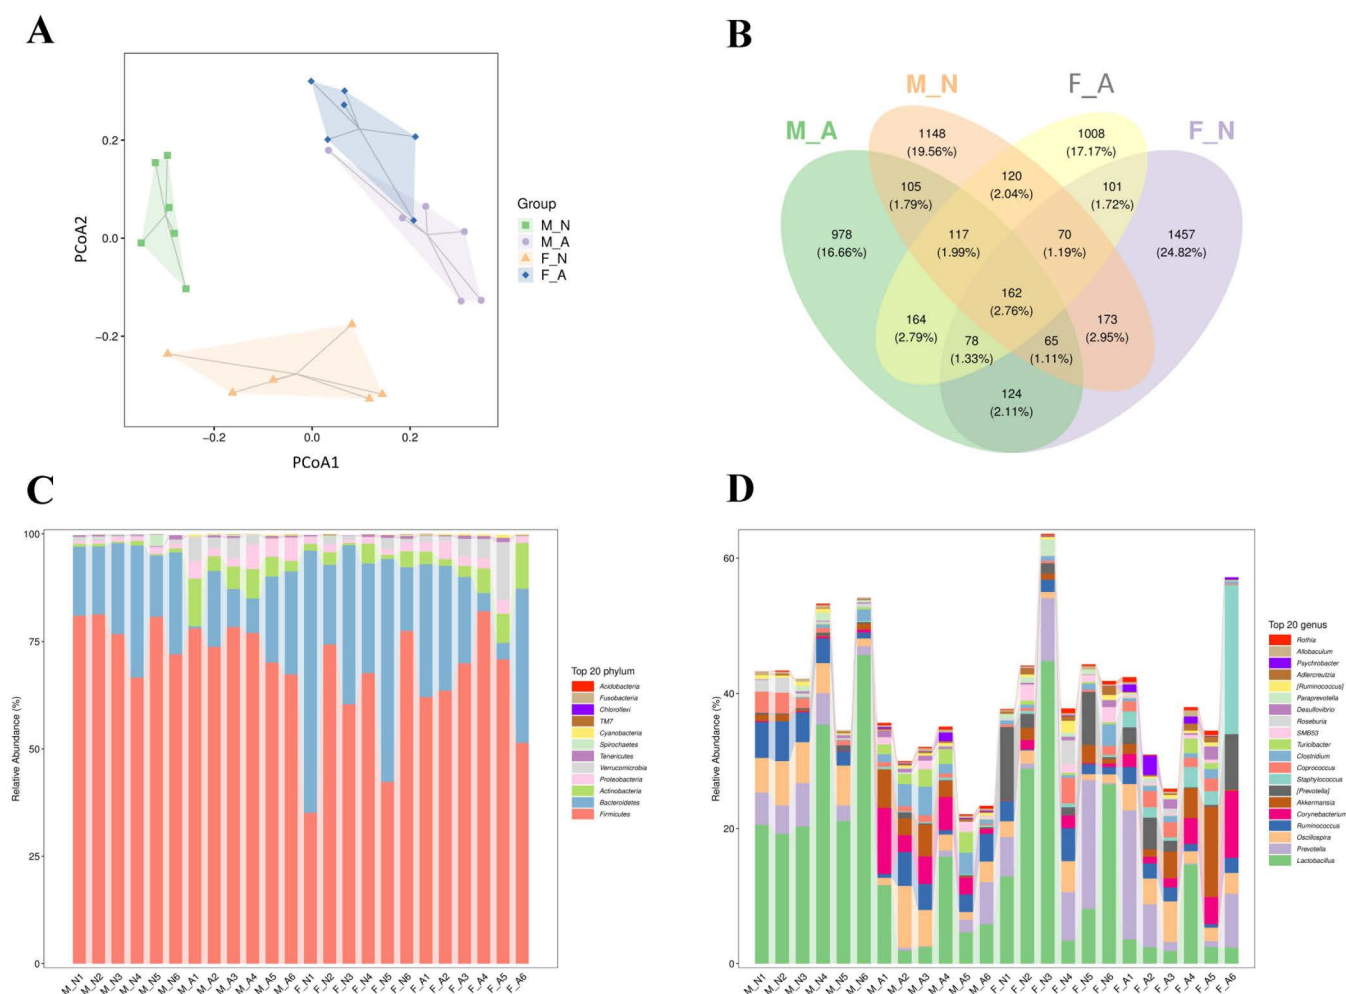 A
0.2
0.0
−0.2
PCoA2
−0.2
0.0
0.2
PCoA1
Group
M_N
M_A
F_N
F_A
B
M_N
F_A
M_A
F_N
1148
(19.56%)
1008
(17.17%)
120
(2.04%)
105
(1.79%)
101
(1.72%)
978
(16.66%)
117
(1.99%)
70
(1.19%)
1457
(24.82%)
162
(2.76%)
164
(2.79%)
173
(2.95%)
78
(1.33%)
65
(1.11%)
124
(2.11%)
C
100
75
50
25
0
Relative Abundance (%)
M_N1
M_N2
M_N3
M_N4
M_N5
M_N6
M_A1
M_A2
M_A3
M_A4
M_A5
M_A6
F_N1
F_N2
F_N3
F_N4
F_N5
F_N6
F_A1
F_A2
F_A3
F_A4
F_A5
F_A6
Top 20 phylum
Acidobacteria
Fusobacteria
Chloroflexi
TM7
Cyanobacteria
Spirochaetes
Tenericutes
Verrucomicrobia
Proteobacteria
Actinobacteria
Bacteroidetes
Firmicutes
D
60
40
20
0
Relative Abundance (%)
M_N1
M_N2
M_N3
M_N4
M_N5
M_N6
M_A1
M_A2
M_A3
M_A4
M_A5
M_A6
F_N1
F_N2
F_N3
F_N4
F_N5
F_N6
F_A1
F_A2
F_A3
F_A4
F_A5
F_A6
Top 20 genus
Rothia
Allobaculum
Psychrobacter
Adlercreutzia
[Ruminococcus]
Paraprevotella
Desulfovibrio
Roseburia
SMB53
Turicibacter
Clostridium
Coprococcus
Staphylococcus
[Prevotella]
Akkermansia
Corynebacterium
Ruminococcus
Oscillospira
Prevotella
Lactobacillus